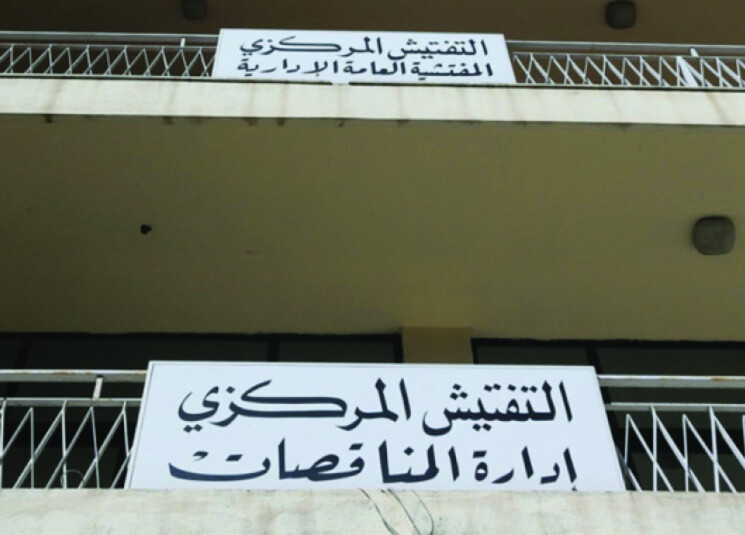 التفتيش المركزي
المفتشية العامة الإدارية
التفتيش المركزي
إدارة المناقصات